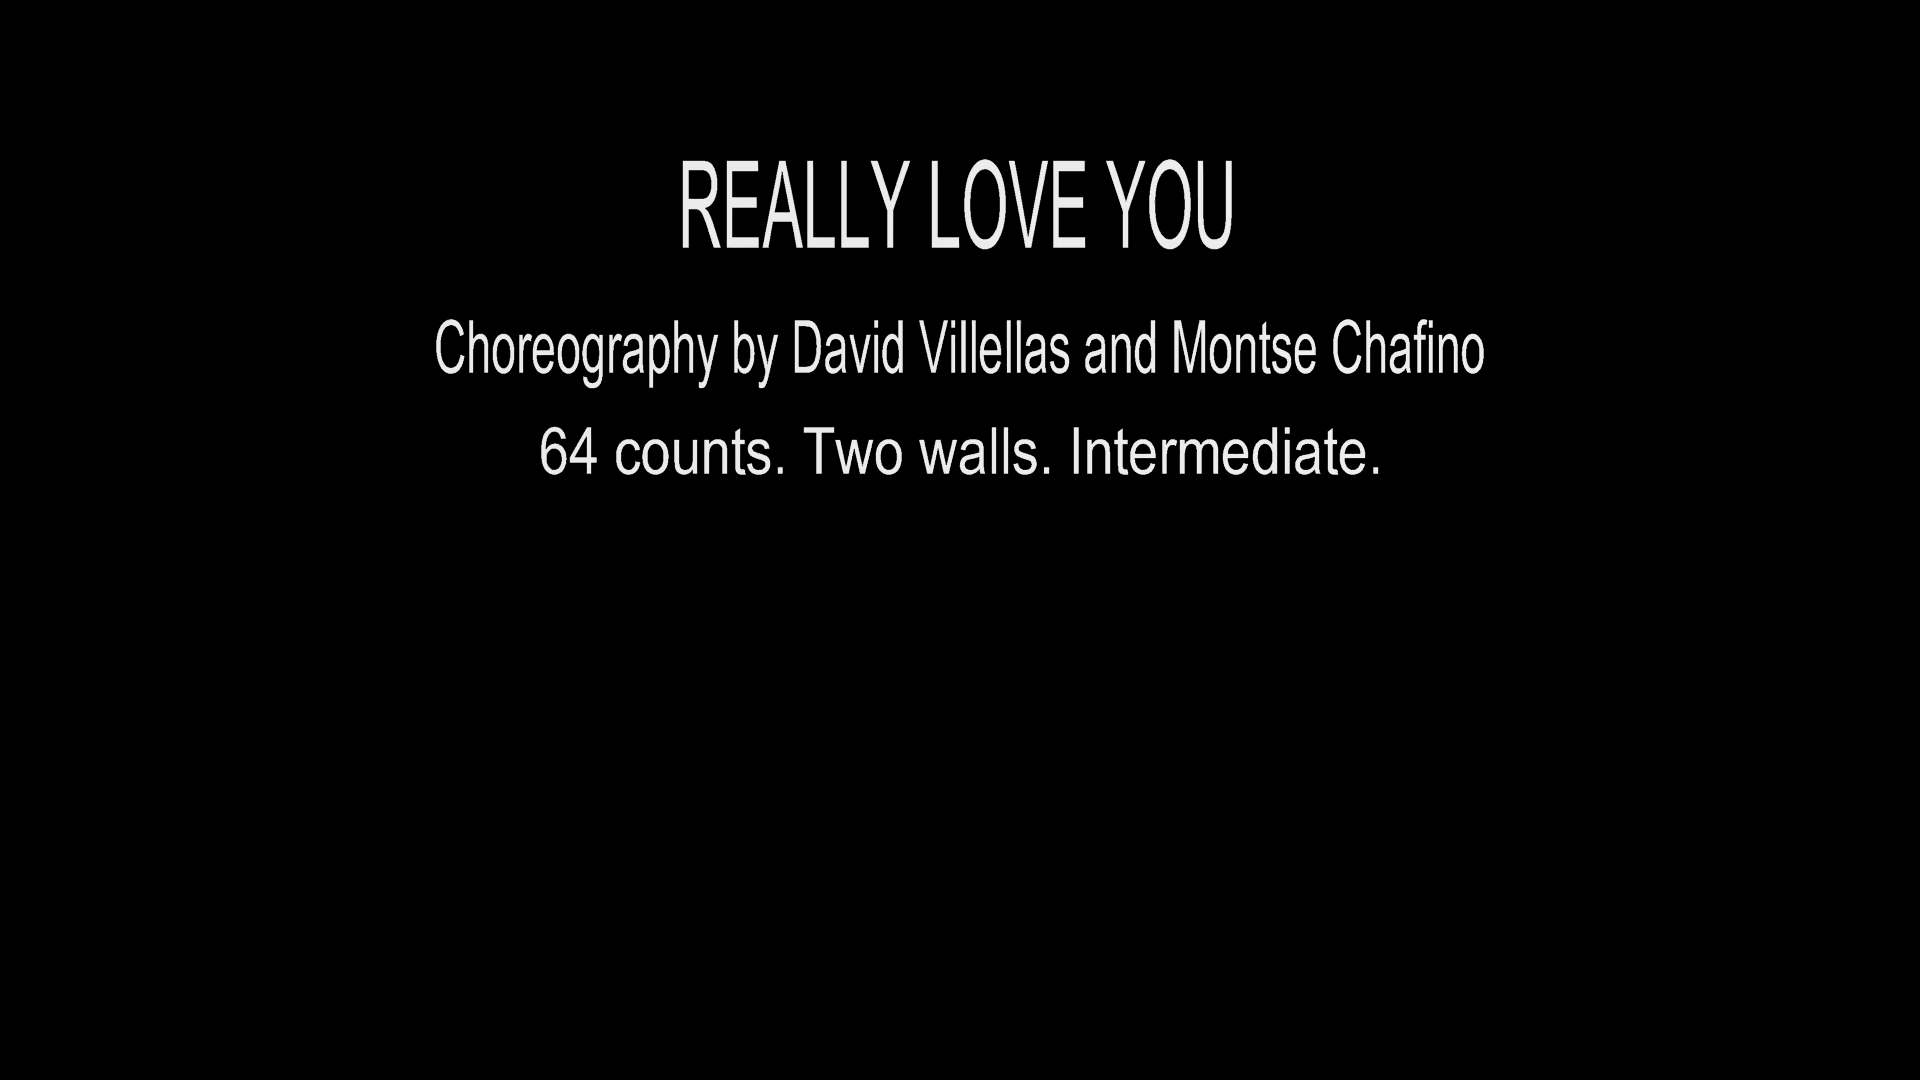 REALLY LOVE YOU
Choreography by David Villellas and Montse Chafino
64 counts. Two walls. Intermediate.